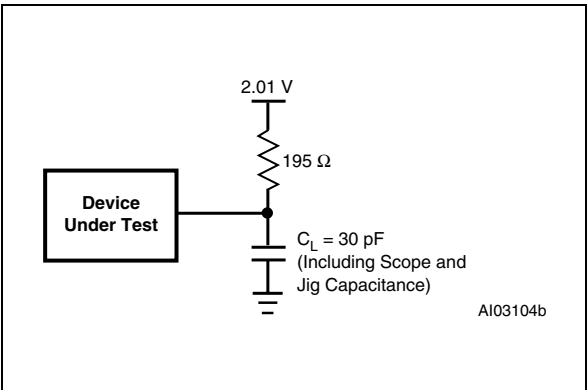 2.01 V
195 Ω
Device
Under Test
C_L = 30 pF
(Including Scope and
Jig Capacitance)
AI03104b